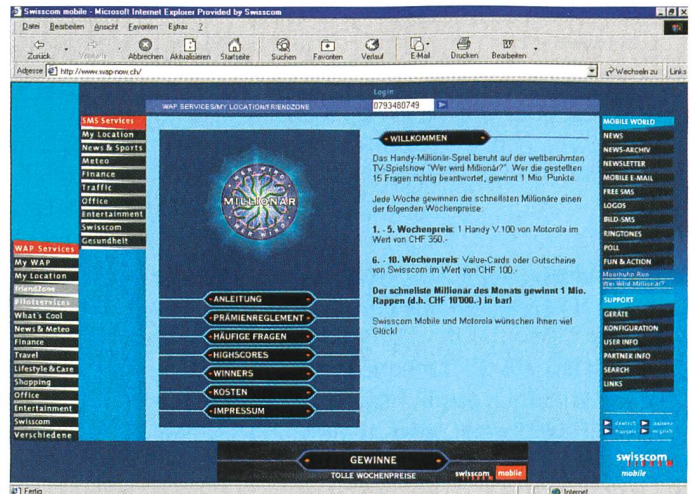 Swisscom mobile - Microsoft Internet Explorer Provided by Swisscom
Datei Bearbeiten Ansicht Favoriten Extras ?
Zurück Vorwärts Abbrechen Aktualisieren Startseite Suchen Favoriten Verlauf E-Mail Drucken Bearbeiten
Adresse http://www.wap-now.ch/ Wechseln zu Links
Login
WAP SERVICES/MY LOCATION/FRIENDZONE
0793480749
SMS Services
My Location
News & Sports
Meteo
Finance
Traffic
Office
Entertainment
Swisscom
Gesundheit
WAP Services
My WAP
My Location
FriendZone
Pilotservices
What's Cool
News & Meteo
Finance
Travel
Lifestyle & Care
Shopping
Office
Entertainment
Swisscom
Verschiedene
WER WIRD
MILLIONÄR
WER WIRD
ANLEITUNG
PRÄMIENREGLEMENT
HÄUFIGE FRAGEN
HIGHSCORES
WINNERS
KOSTEN
IMPRESSUM
WILLKOMMEN
Das Handy-Millionär-Spiel beruht auf der weltberühmten
TV-Spielshow "Wer wird Millionär?". Wer die gestellten
15 Fragen richtig beantwortet, gewinnt 1 Mio. Punkte.
Jede Woche gewinnen die schnellsten Millionäre einen
der folgenden Wochenpreise:
1. - 5. Wochenpreis: 1 Handy V.100 von Motorola im
Wert von CHF 350.-
6. - 10. Wochenpreis: Value-Cards oder Gutscheine
von Swisscom im Wert von CHF 100.-
Der schnellste Millionär des Monats gewinnt 1 Mio.
Rappen (d.h. CHF 10'000.-) in bar!
Swisscom Mobile und Motorola wünschen Ihnen viel
Glück!
MOBILE WORLD
NEWS
NEWS-ARCHIV
NEWSLETTER
MOBILE E-MAIL
FREE SMS
LOGOS
BILD-SMS
RINGTONES
POLL
FUN & ACTION
Moorhuhn Run
Wer Wird Millionär?
SUPPORT
GERÄTE
KONFIGURATION
USER INFO
PARTNER INFO
SEARCH
LINKS
deutsch italiano
français english
GEWINNE
TOLLE WOCHENPREISE
swisscom mobile
swisscom
mobile
Fertig
Internet